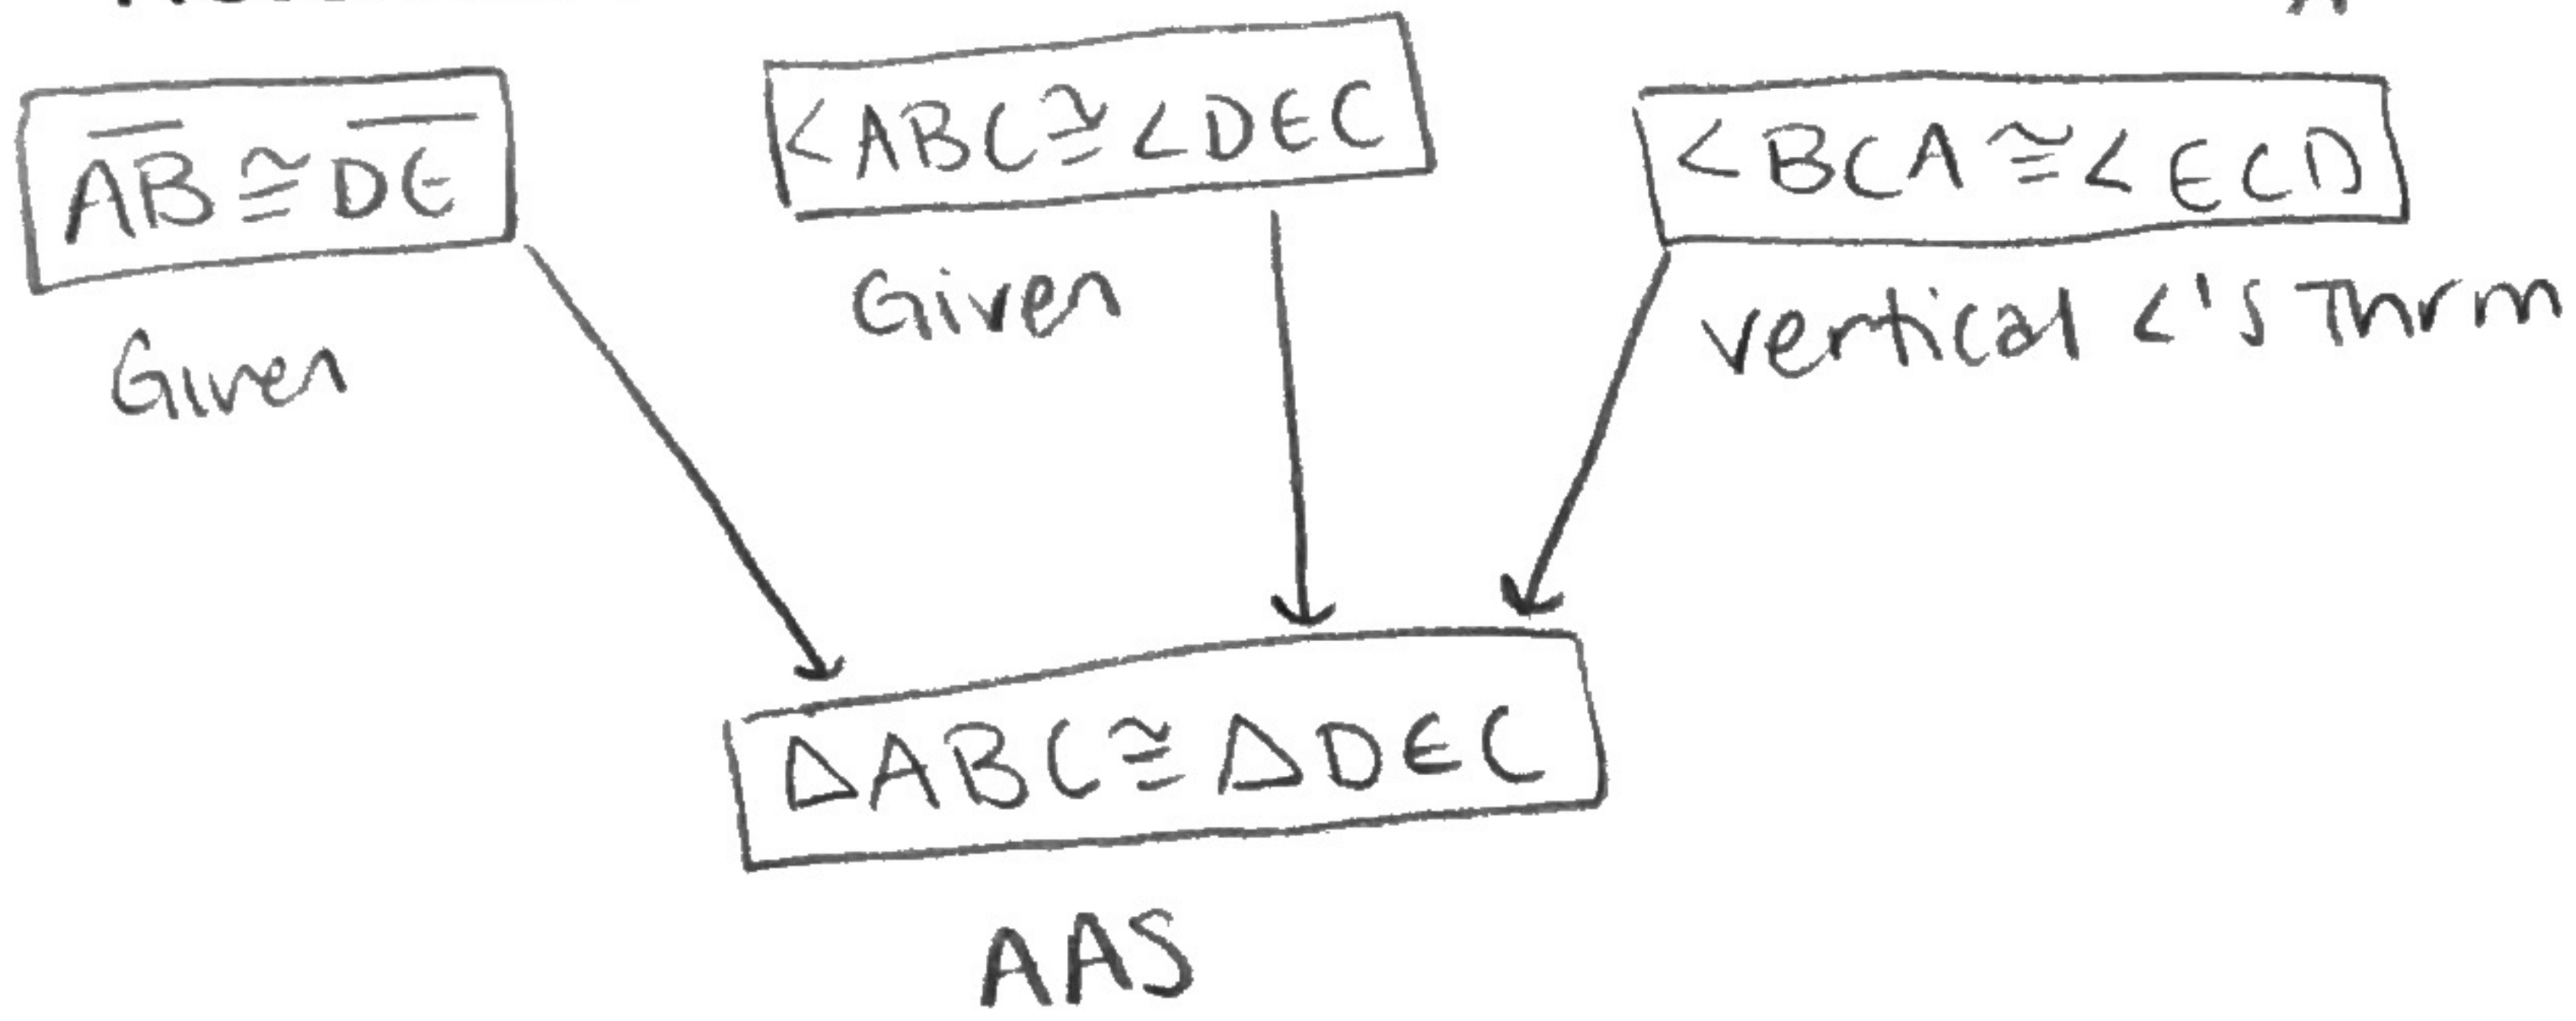 AB ≅ DE
Given
<ABC ≅ <DEC
Given
<BCA ≅ <ECD
vertical <'s Thrm
△ABC ≅ △DEC
AAS